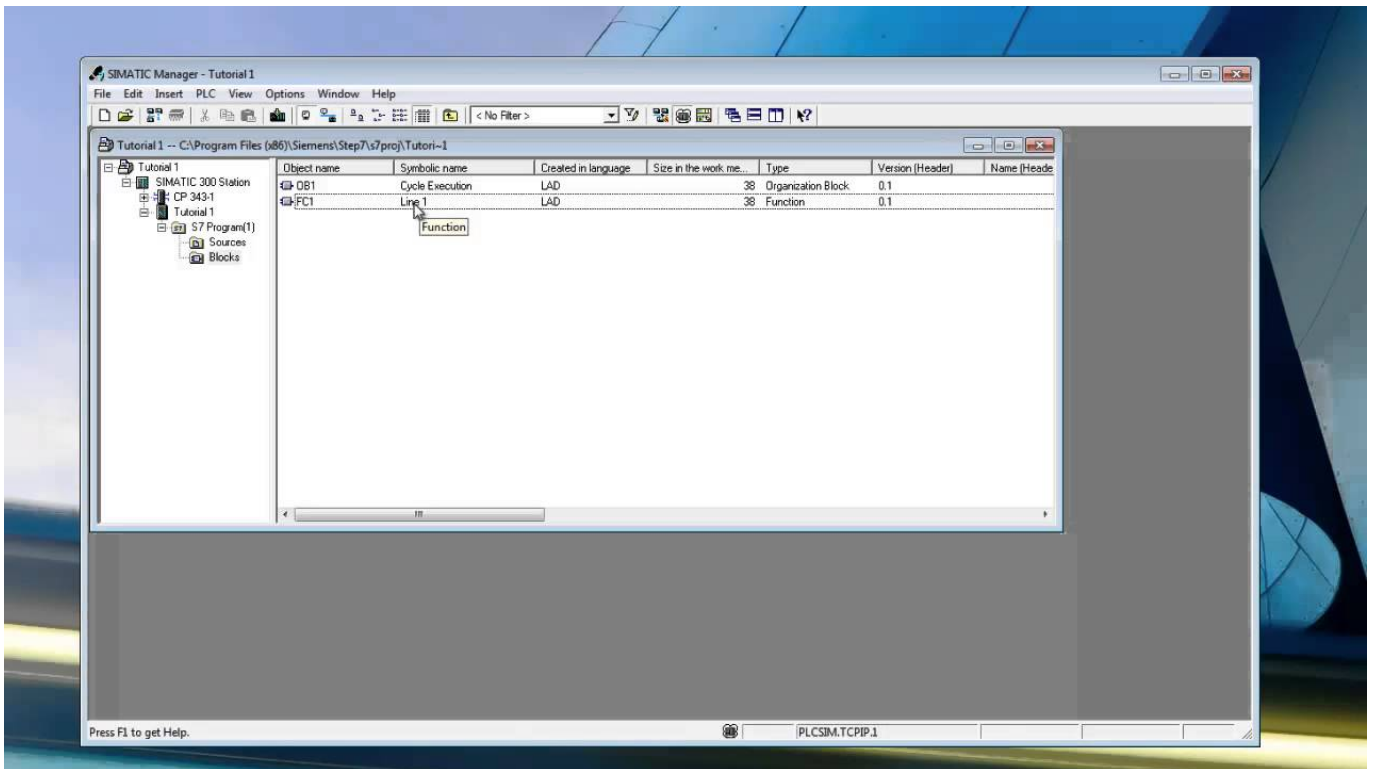 SIMATIC Manager - Tutorial 1
File Edit Insert PLC View Options Window Help
< No Filter >
Tutorial 1 -- C:\Program Files (x86)\Siemens\Step7\s7proj\Tutori~1
Tutorial 1
SIMATIC 300 Station
CP 343-1
Tutorial 1
S7 Program(1)
Sources
Blocks
Object name Symbolic name Created in language Size in the work me... Type Version (Header) Name (Heade
OB1 Cycle Execution LAD 38 Organization Block 0.1
FC1 Line 1 LAD 38 Function 0.1
Function
Press F1 to get Help. PLCSIM.TCPIP.1